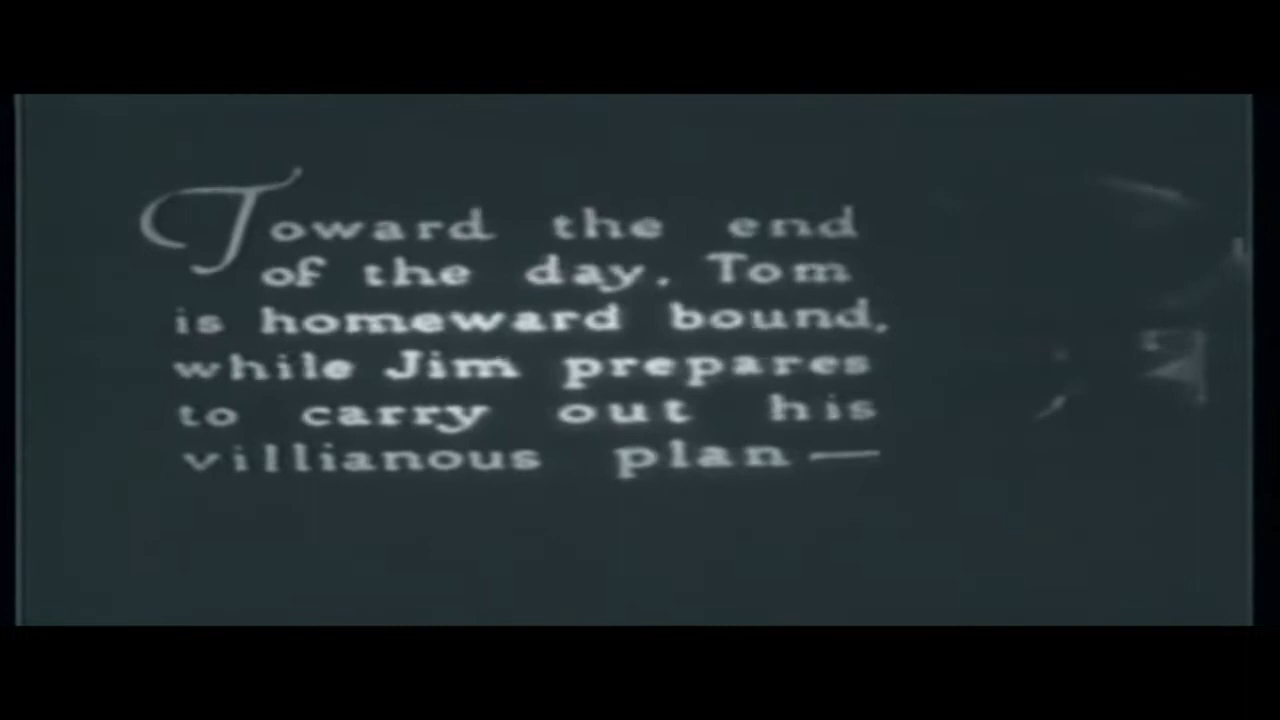 Toward the end
of the day, Tom
is homeward bound,
while Jim prepares
to carry out his
villianous plan—